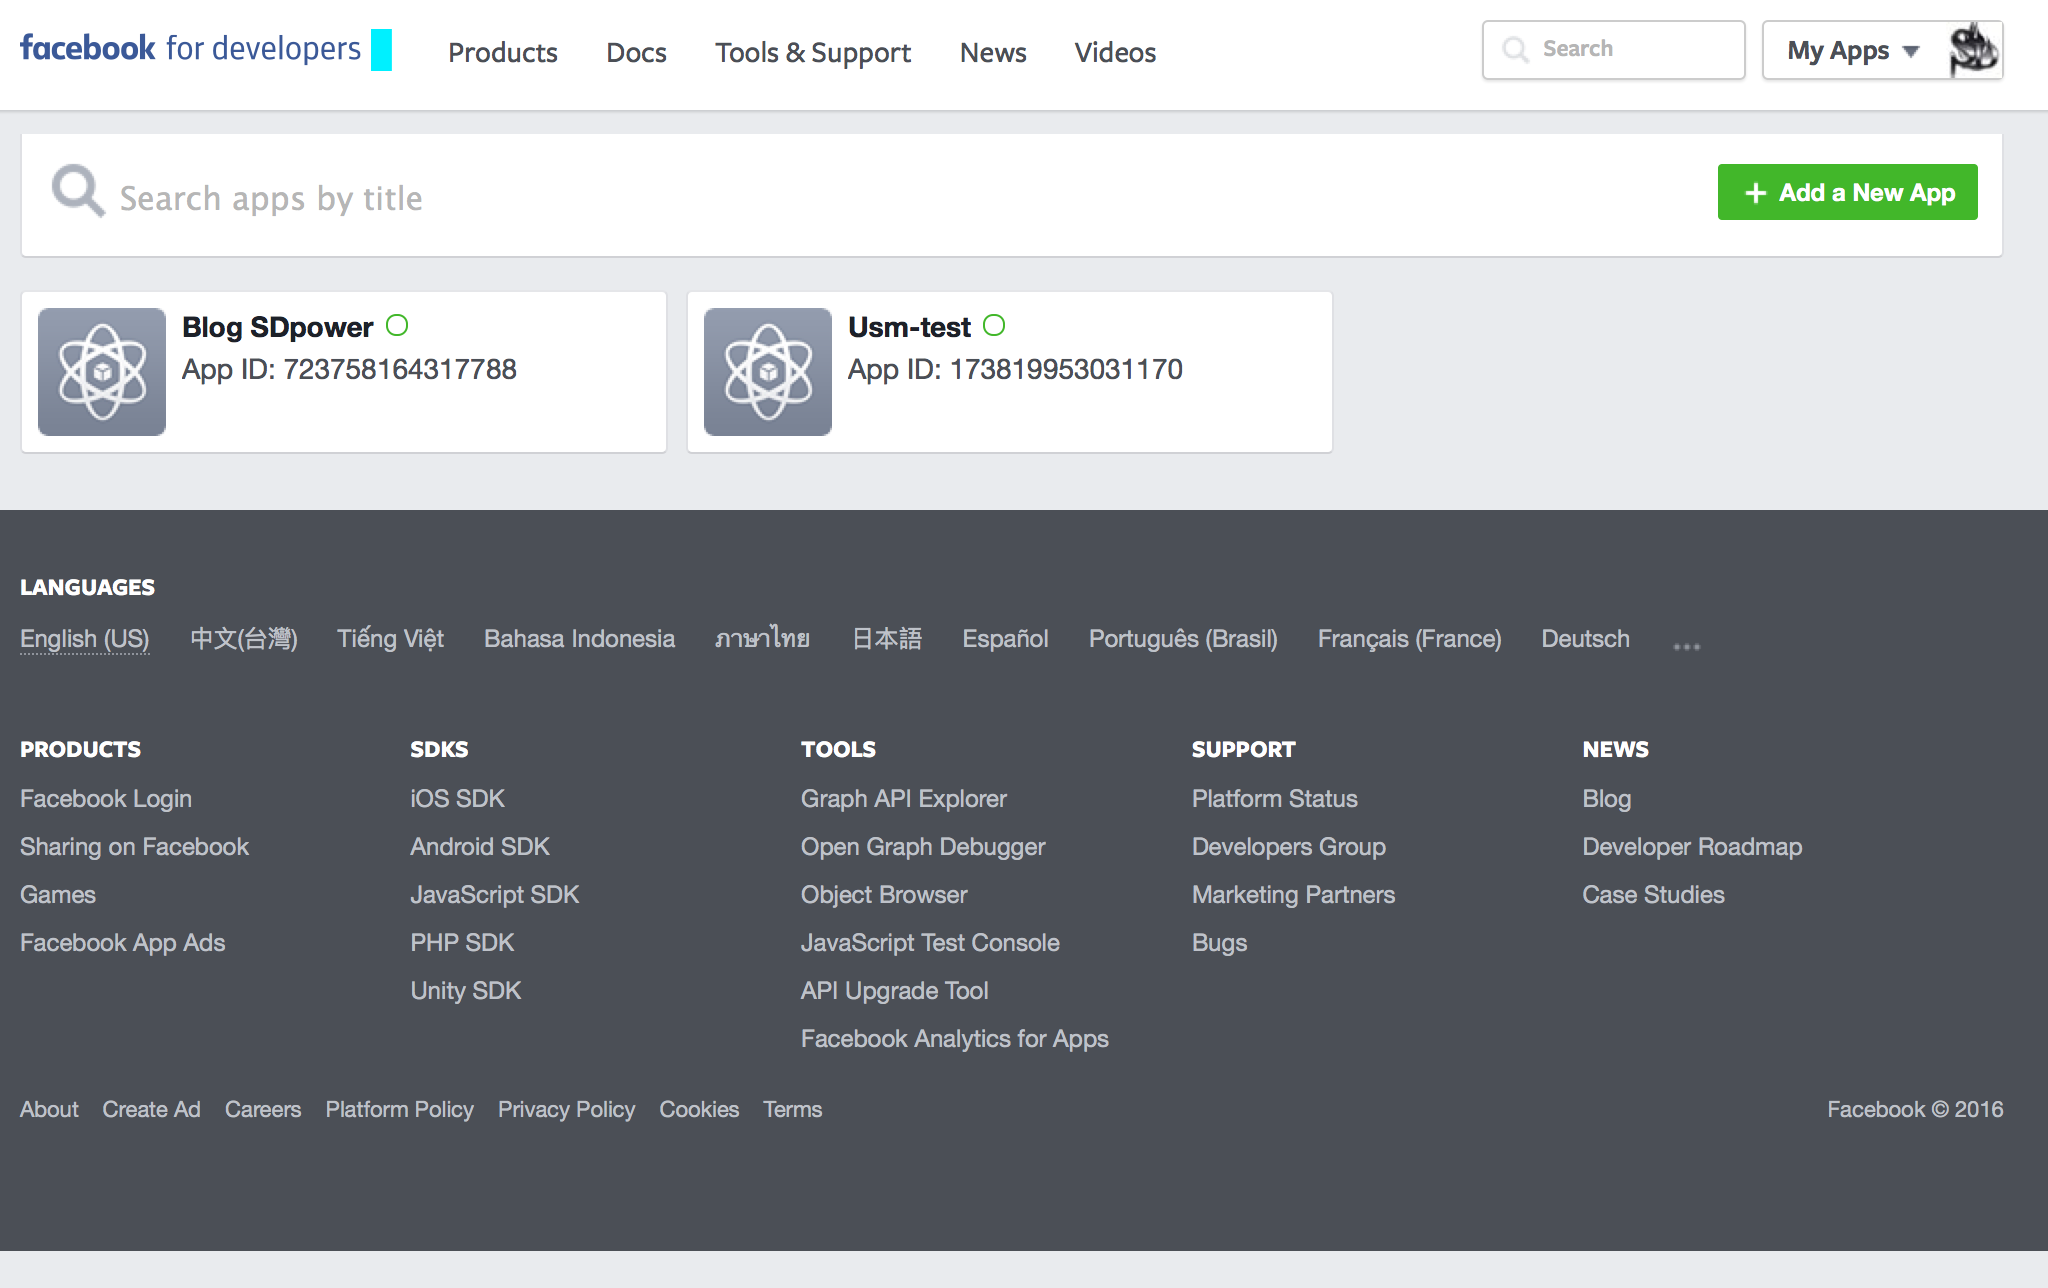 facebook for developers
Products Docs Tools & Support News Videos
Search
My Apps
Search apps by title
+ Add a New App
Blog SDpower
App ID: 723758164317788
Usm-test
App ID: 173819953031170
LANGUAGES
English (US) 中文(台灣) Tiếng Việt Bahasa Indonesia ภาษาไทย 日本語 Español Português (Brasil) Français (France) Deutsch ...
PRODUCTS
Facebook Login
Sharing on Facebook
Games
Facebook App Ads
SDKS
iOS SDK
Android SDK
JavaScript SDK
PHP SDK
Unity SDK
TOOLS
Graph API Explorer
Open Graph Debugger
Object Browser
JavaScript Test Console
API Upgrade Tool
Facebook Analytics for Apps
SUPPORT
Platform Status
Developers Group
Marketing Partners
Bugs
NEWS
Blog
Developer Roadmap
Case Studies
About Create Ad Careers Platform Policy Privacy Policy Cookies Terms
Facebook © 2016